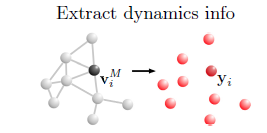 Extract dynamics info
v_i^M
y_i